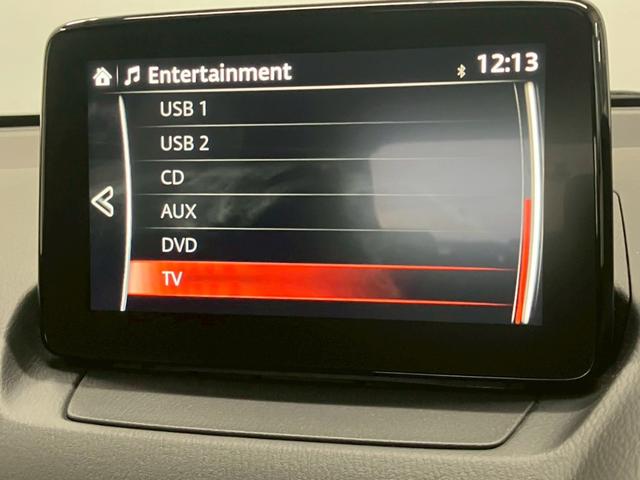 Entertainment 12:13
USB 1
USB 2
CD
AUX
DVD
TV